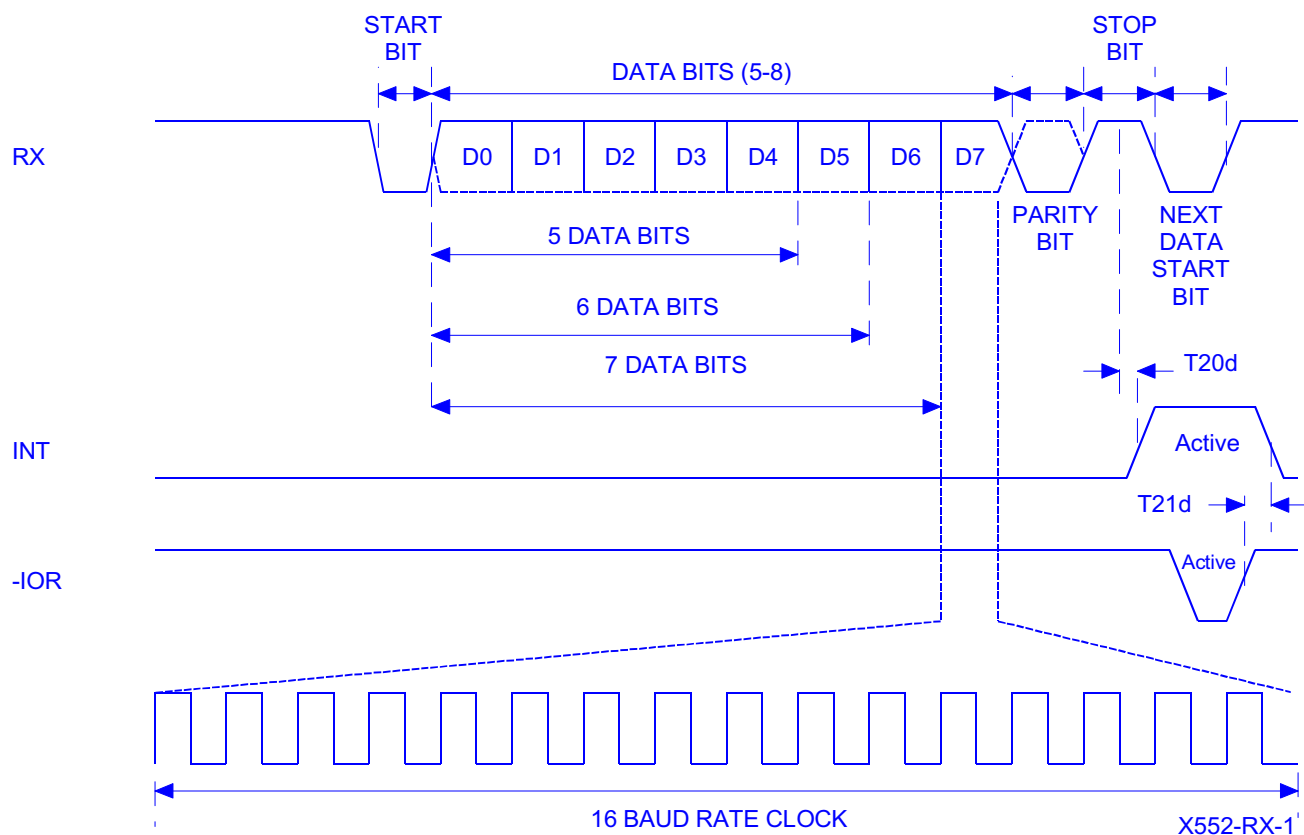 START
BIT
DATA BITS (5-8)
STOP
BIT
RX
D0 D1 D2 D3 D4 D5 D6 D7
PARITY
BIT
NEXT
DATA
START
BIT
5 DATA BITS
6 DATA BITS
7 DATA BITS
T20d
INT
Active
T21d
-IOR
Active
16 BAUD RATE CLOCK
X552-RX-1